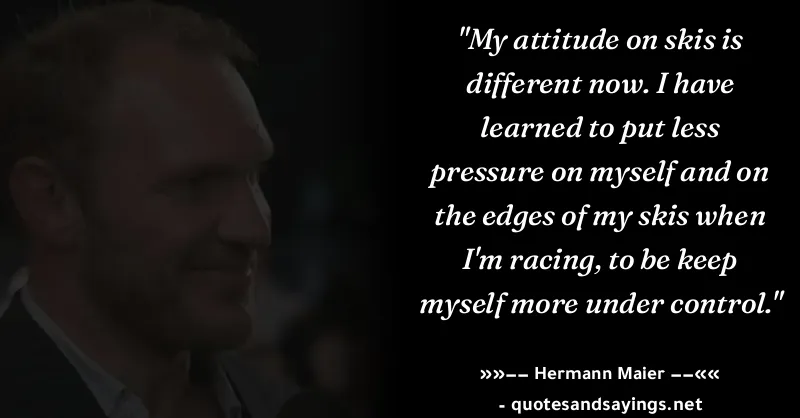 "My attitude on skis is
different now. I have
learned to put less
pressure on myself and on
the edges of my skis when
I'm racing, to be keep
myself more under control."
»»−− Hermann Maier −−««
- quotesandsayings.net